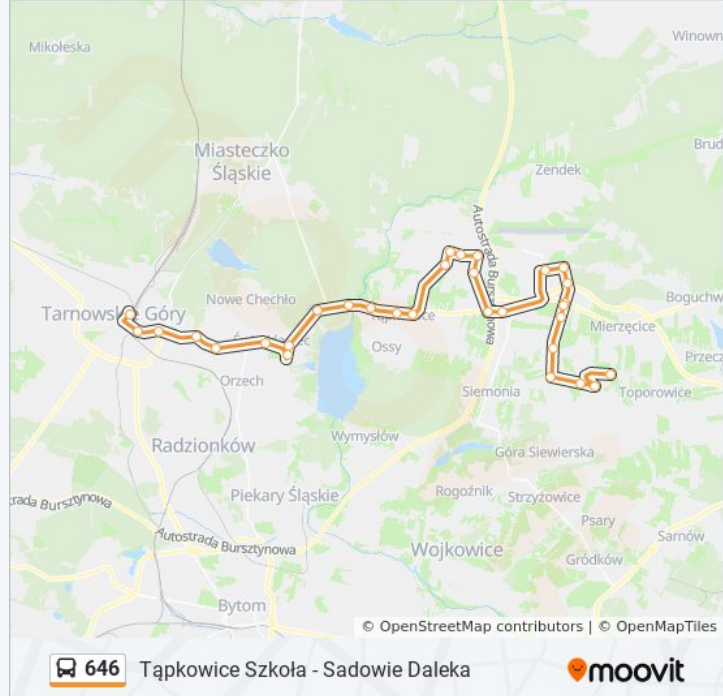 Mikołeska
Winown
Miasteczko
Śląskie
Brud
Zendek
Autostrada Bursztynowa
Nowe Chechło
Tarnowskie Góry
Boguchw
Mierzęcice
Ossy
Przecz
Orzech
Siemonia
Toporowice
Wymysłów
Radzionków
Góra Siewierska
Rogoźnik
Strzyżowice
Piekary Śląskie
strada Bursztynowa
Psary
Sarnów
Autostrada Bursztynowa
Wojkowice
Gródków
Bytom
© OpenStreetMap contributors | © OpenMapTiles
646 Tąpkowice Szkoła - Sadowie Daleka
moovit